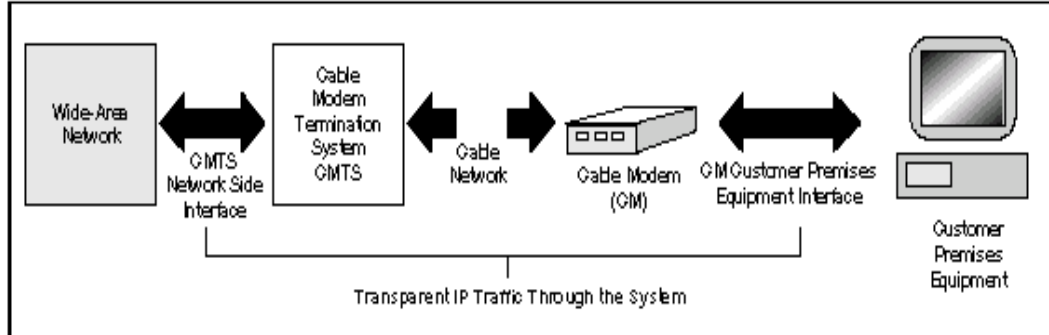 Wide-Area
Network
CMTS
Network Side
Interface
Cable
Modem
Termination
System
CMTS
Cable
Network
Cable Modem
(CM)
CM Customer Premises
Equipment Interface
Customer
Premises
Equipment
Transparent IP Traffic Through the System